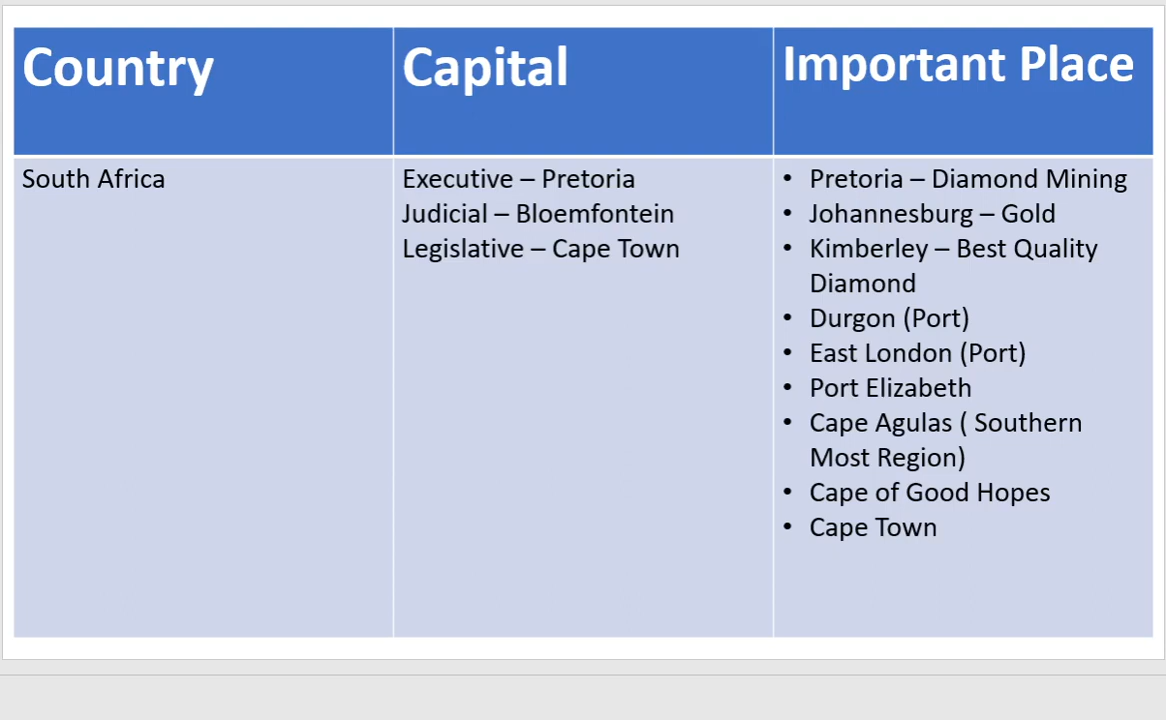 Country
Capital
Important Place
South Africa
Executive – Pretoria
Judicial – Bloemfontein
Legislative – Cape Town
• Pretoria – Diamond Mining
• Johannesburg – Gold
• Kimberley – Best Quality
Diamond
• Durgon (Port)
• East London (Port)
• Port Elizabeth
• Cape Agulas ( Southern
Most Region)
• Cape of Good Hopes
• Cape Town